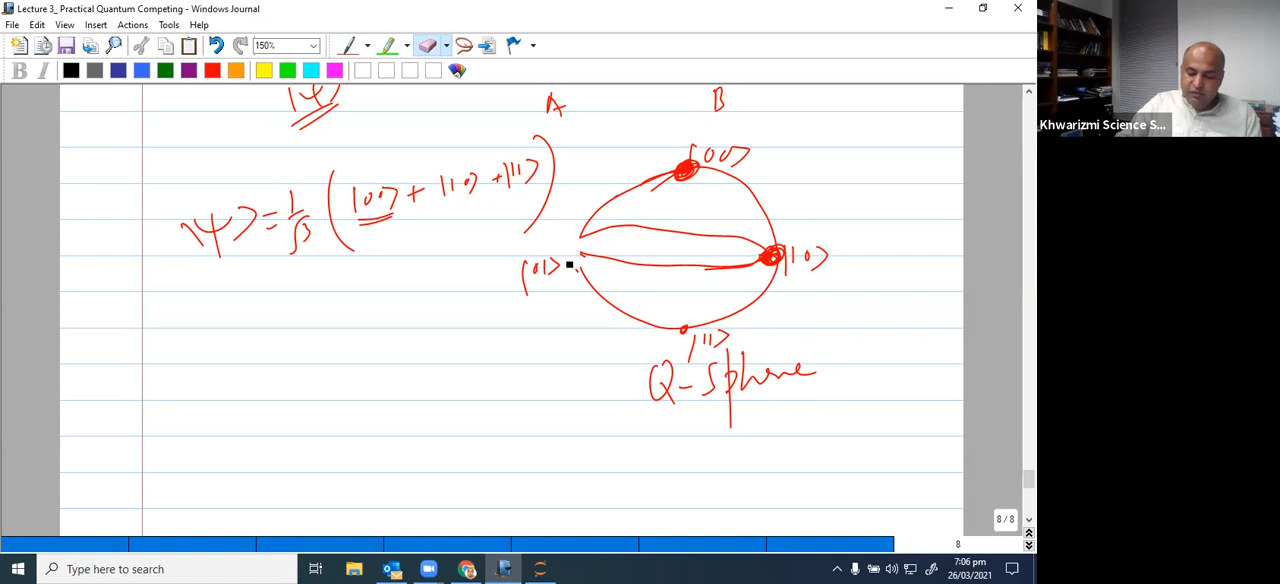 Lecture 3_ Practical Quantum Competing - Windows Journal
File Edit View Insert Actions Tools Help
150%
B I
|ψ⟩
A B
|ψ⟩ = 1/√3 (|00⟩ + |10⟩ + |11⟩)
|00⟩
|01⟩
|10⟩
|11⟩
Q-Sphere
Khwarizmi Science S...
8 / 8
8
Type here to search
7:06 pm
26/03/2021